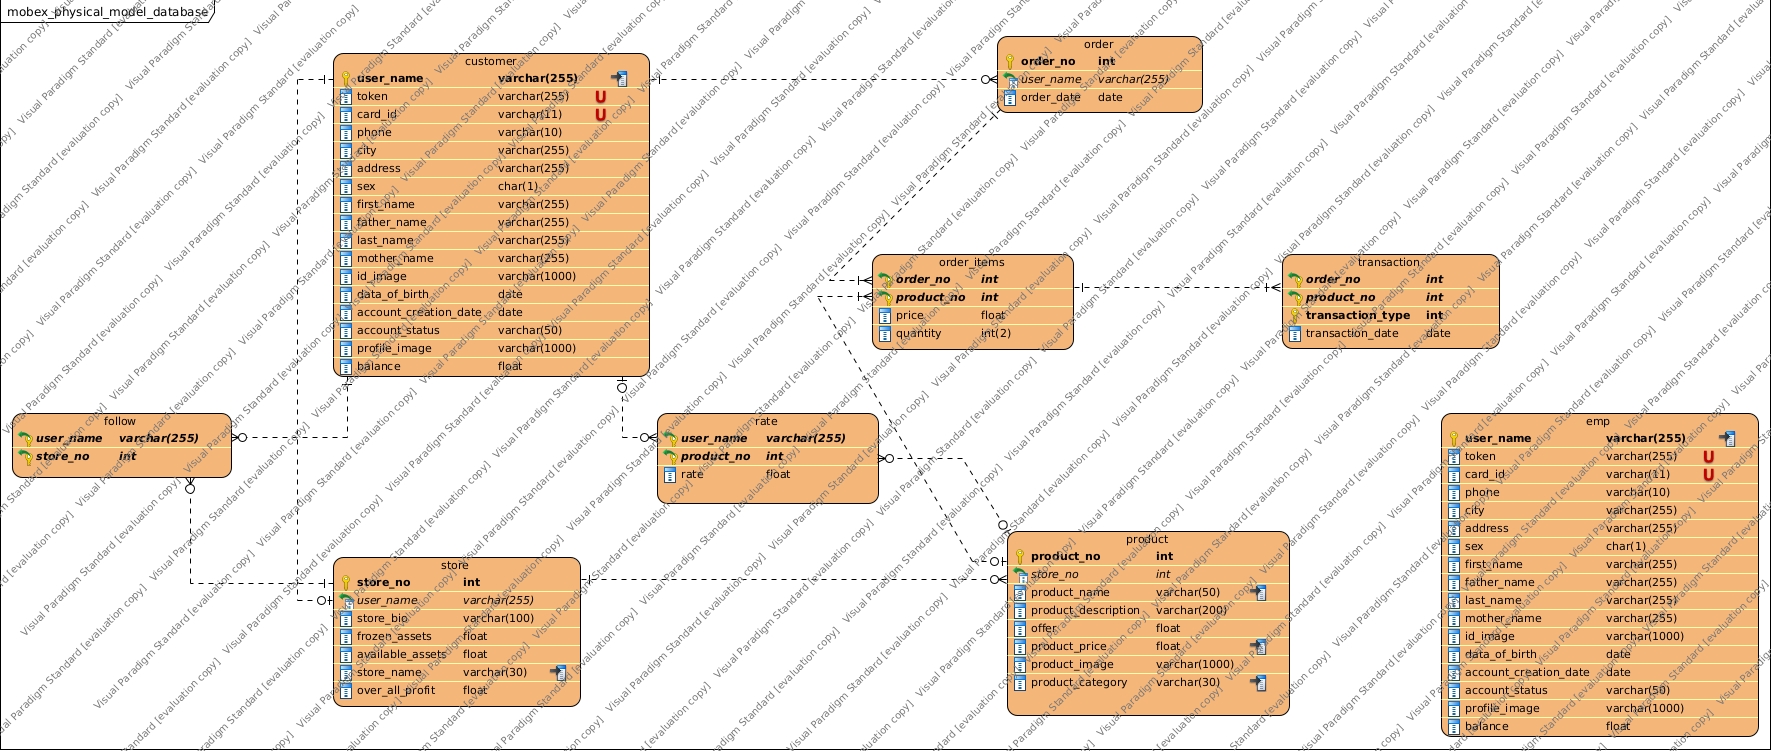 mobex_physical_model_database
customer
user_name varchar(255)
token varchar(255) U
card_id varchar(11) U
phone varchar(10)
city varchar(255)
address varchar(255)
sex char(1)
first_name varchar(255)
father_name varchar(255)
last_name varchar(255)
mother_name varchar(255)
id_image varchar(1000)
data_of_birth date
account_creation_date date
account_status varchar(50)
profile_image varchar(1000)
balance float
order
order_no int
user_name varchar(255)
order_date date
order_items
order_no int
product_no int
price float
quantity int(2)
transaction
order_no int
product_no int
transaction_type int
transaction_date date
follow
user_name varchar(255)
store_no int
rate
user_name varchar(255)
product_no int
rate float
store
store_no int
user_name varchar(255)
store_bio varchar(100)
frozen_assets float
available_assets float
store_name varchar(30)
over_all_profit float
product
product_no int
store_no int
product_name varchar(50)
product_description varchar(200)
offer float
product_price float
product_image varchar(1000)
product_category varchar(30)
emp
user_name varchar(255)
token varchar(255) U
card_id varchar(11) U
phone varchar(10)
city varchar(255)
address varchar(255)
sex char(1)
first_name varchar(255)
father_name varchar(255)
last_name varchar(255)
mother_name varchar(255)
id_image varchar(1000)
data_of_birth date
account_creation_date date
account_status varchar(50)
profile_image varchar(1000)
balance float
Visual Paradigm Standard [evaluation copy]